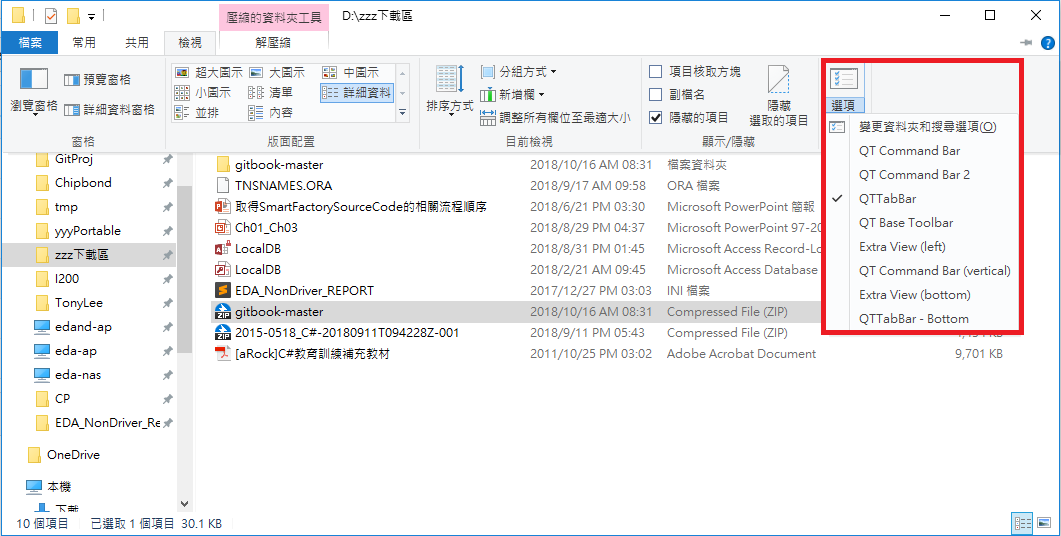 壓縮的資料夾工具
D:\zzz下載區
檔案
常用
共用
檢視
解壓縮
瀏覽窗格
預覽窗格
詳細資料窗格
窗格
超大圖示
大圖示
中圖示
小圖示
清單
詳細資料
並排
內容
版面配置
排序方式
分組方式
新增欄
調整所有欄位至最適大小
目前檢視
項目核取方塊
副檔名
隱藏的項目
隱藏
選取的項目
顯示/隱藏
選項
變更資料夾和搜尋選項(O)
QT Command Bar
QT Command Bar 2
QTTabBar
QT Base Toolbar
Extra View (left)
QT Command Bar (vertical)
Extra View (bottom)
QTTabBar - Bottom
GitProj
Chipbond
tmp
yyyPortable
zzz下載區
I200
TonyLee
edand-ap
eda-ap
eda-nas
CP
EDA_NonDriver_Re
OneDrive
本機
下載
gitbook-master 2018/10/16 AM 08:31 檔案資料夾
TNSNAMES.ORA 2018/9/17 AM 09:58 ORA 檔案
取得SmartFactorySourceCode的相關流程順序 2018/6/21 PM 03:30 Microsoft PowerPoint 簡報
Ch01_Ch03 2018/8/29 PM 04:37 Microsoft PowerPoint 97-20
LocalDB 2018/8/31 PM 01:45 Microsoft Access Record-Lo
LocalDB 2018/2/21 AM 09:45 Microsoft Access Database
EDA_NonDriver_REPORT 2017/12/27 PM 03:03 INI 檔案
gitbook-master 2018/10/16 AM 08:31 Compressed File (ZIP)
2015-0518_C#-20180911T094228Z-001 2018/9/11 PM 05:43 Compressed File (ZIP)
[aRock]C#教育訓練補充教材 2011/10/25 PM 03:02 Adobe Acrobat Document 9,701 KB
10 個項目
已選取 1 個項目 30.1 KB